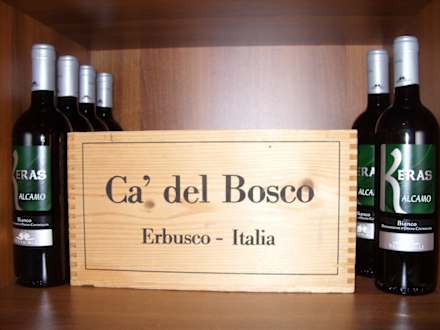 KERAS
ALCAMO
Bianco
Ca' del Bosco
Erbusco - Italia
KERAS
ALCAMO
Bianco